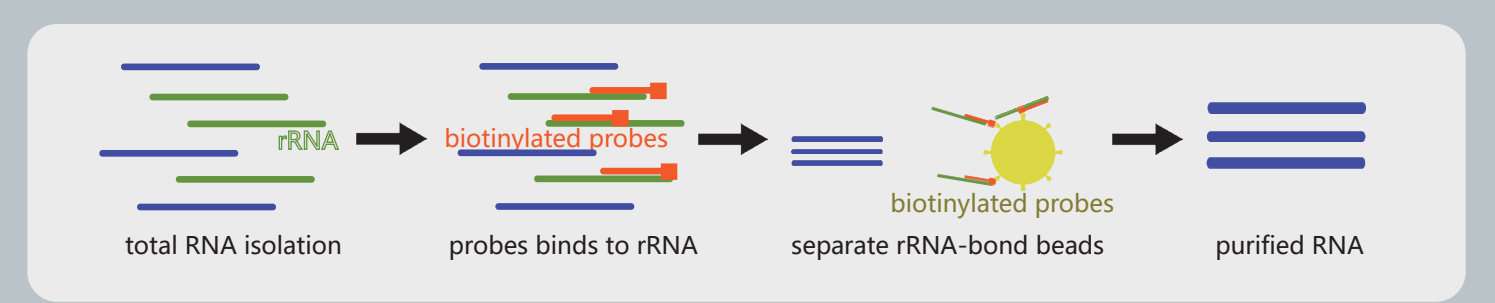 rRNA
biotinylated probes
biotinylated probes
total RNA isolation
probes binds to rRNA
separate rRNA-bond beads
purified RNA